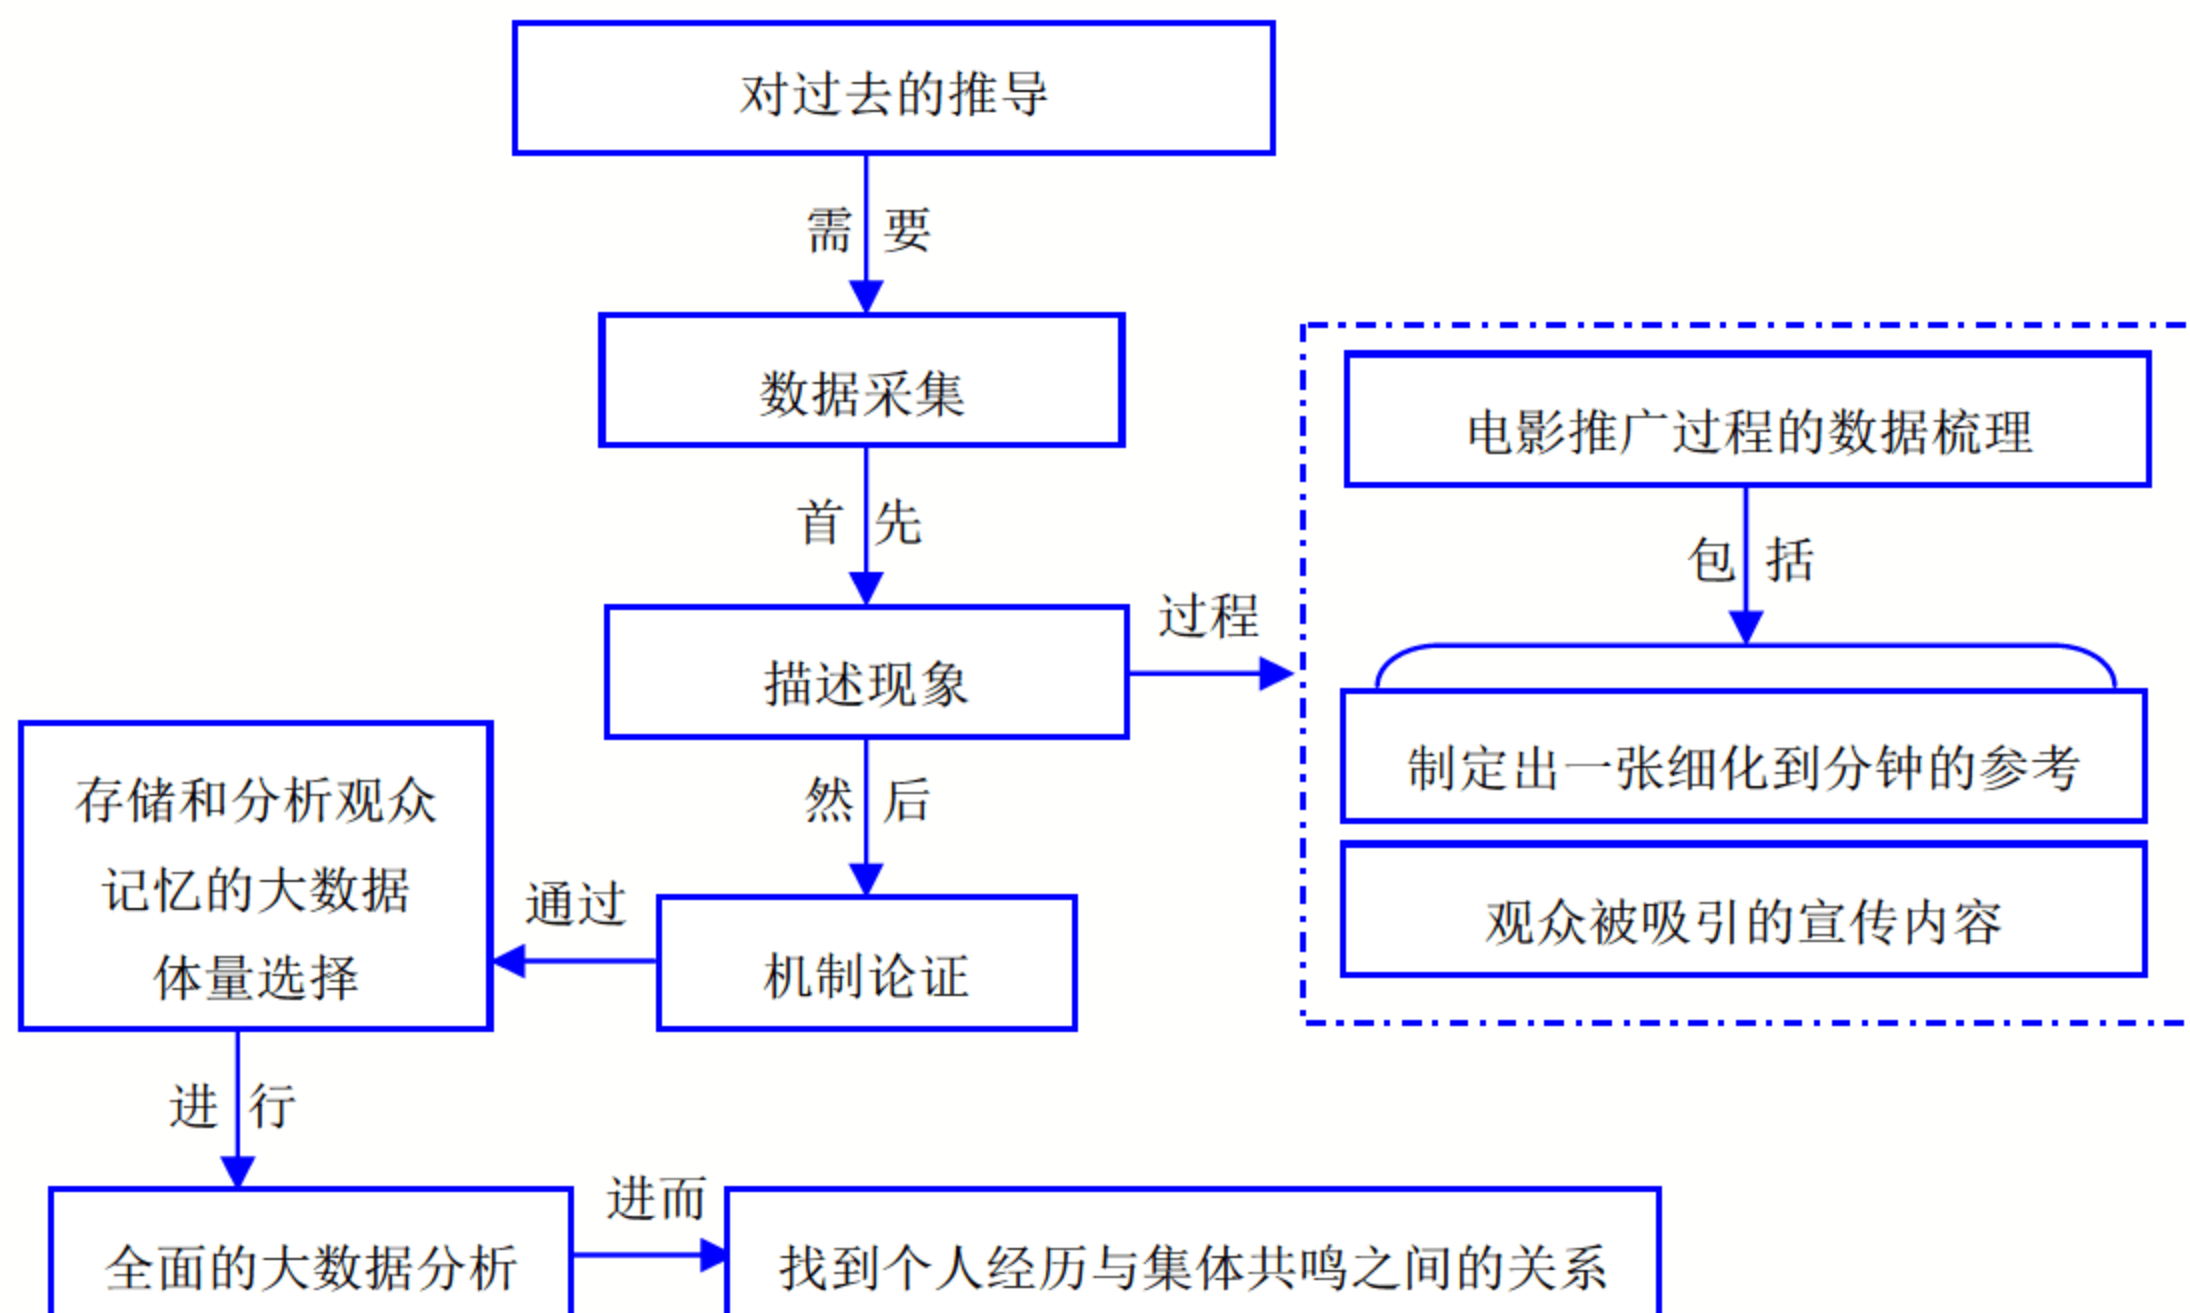 对过去的推导
需要
数据采集
首先
描述现象
过程
电影推广过程的数据梳理
包括
制定出一张细化到分钟的参考
观众被吸引的宣传内容
然后
机制论证
通过
存储和分析观众
记忆的大数据
体量选择
进行
全面的大数据分析
进而
找到个人经历与集体共鸣之间的关系